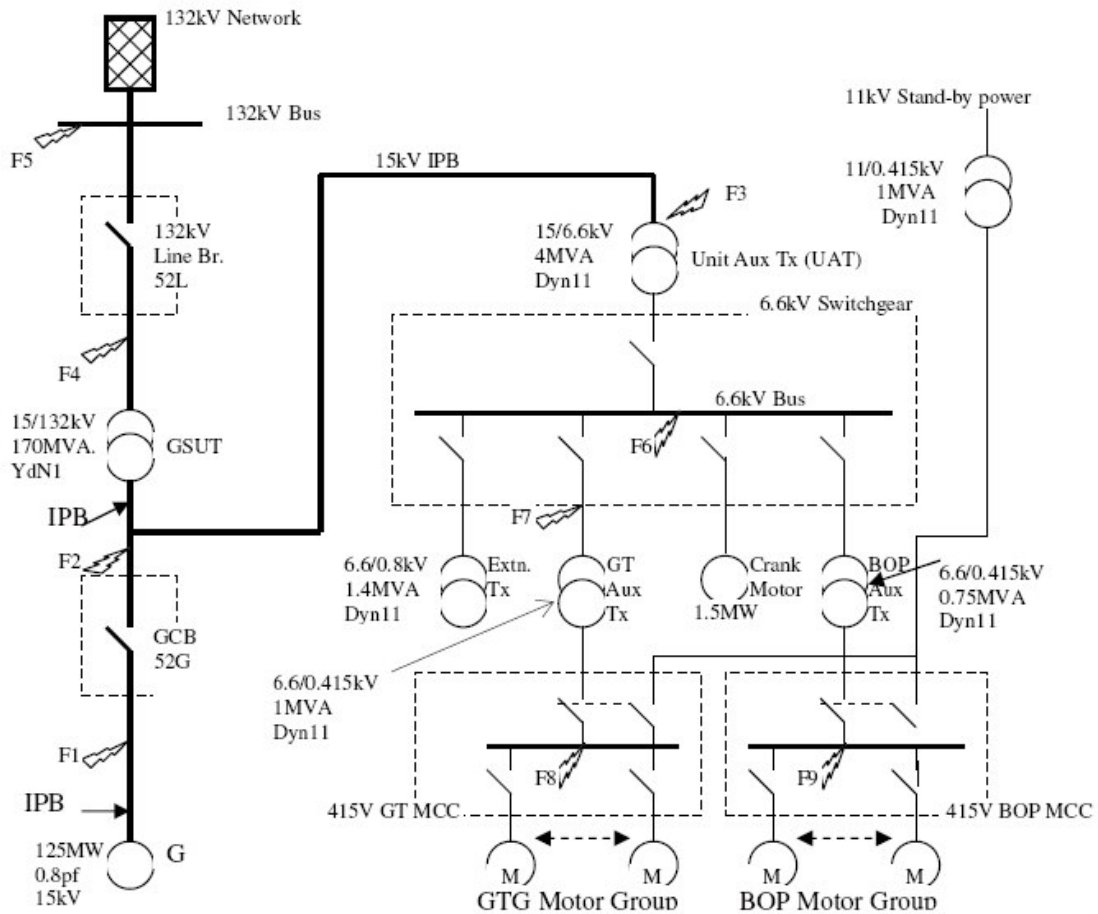 132kV Network
132kV Bus
F5
132kV
Line Br.
52L
F4
15/132kV
170MVA.
YdN1
GSUT
IPB
F2
GCB
52G
F1
IPB
125MW
0.8pf
15kV
G
15kV IPB
F3
15/6.6kV
4MVA
Dyn11
Unit Aux Tx (UAT)
11kV Stand-by power
11/0.415kV
1MVA
Dyn11
6.6kV Switchgear
6.6kV Bus
F6
F7
6.6/0.8kV
1.4MVA
Dyn11
Extn.
Tx
GT
Aux
Tx
Crank
Motor
1.5MW
BOP
Aux
Tx
6.6/0.415kV
0.75MVA
Dyn11
6.6/0.415kV
1MVA
Dyn11
F8
F9
415V GT MCC
415V BOP MCC
M
M
M
M
GTG Motor Group
BOP Motor Group